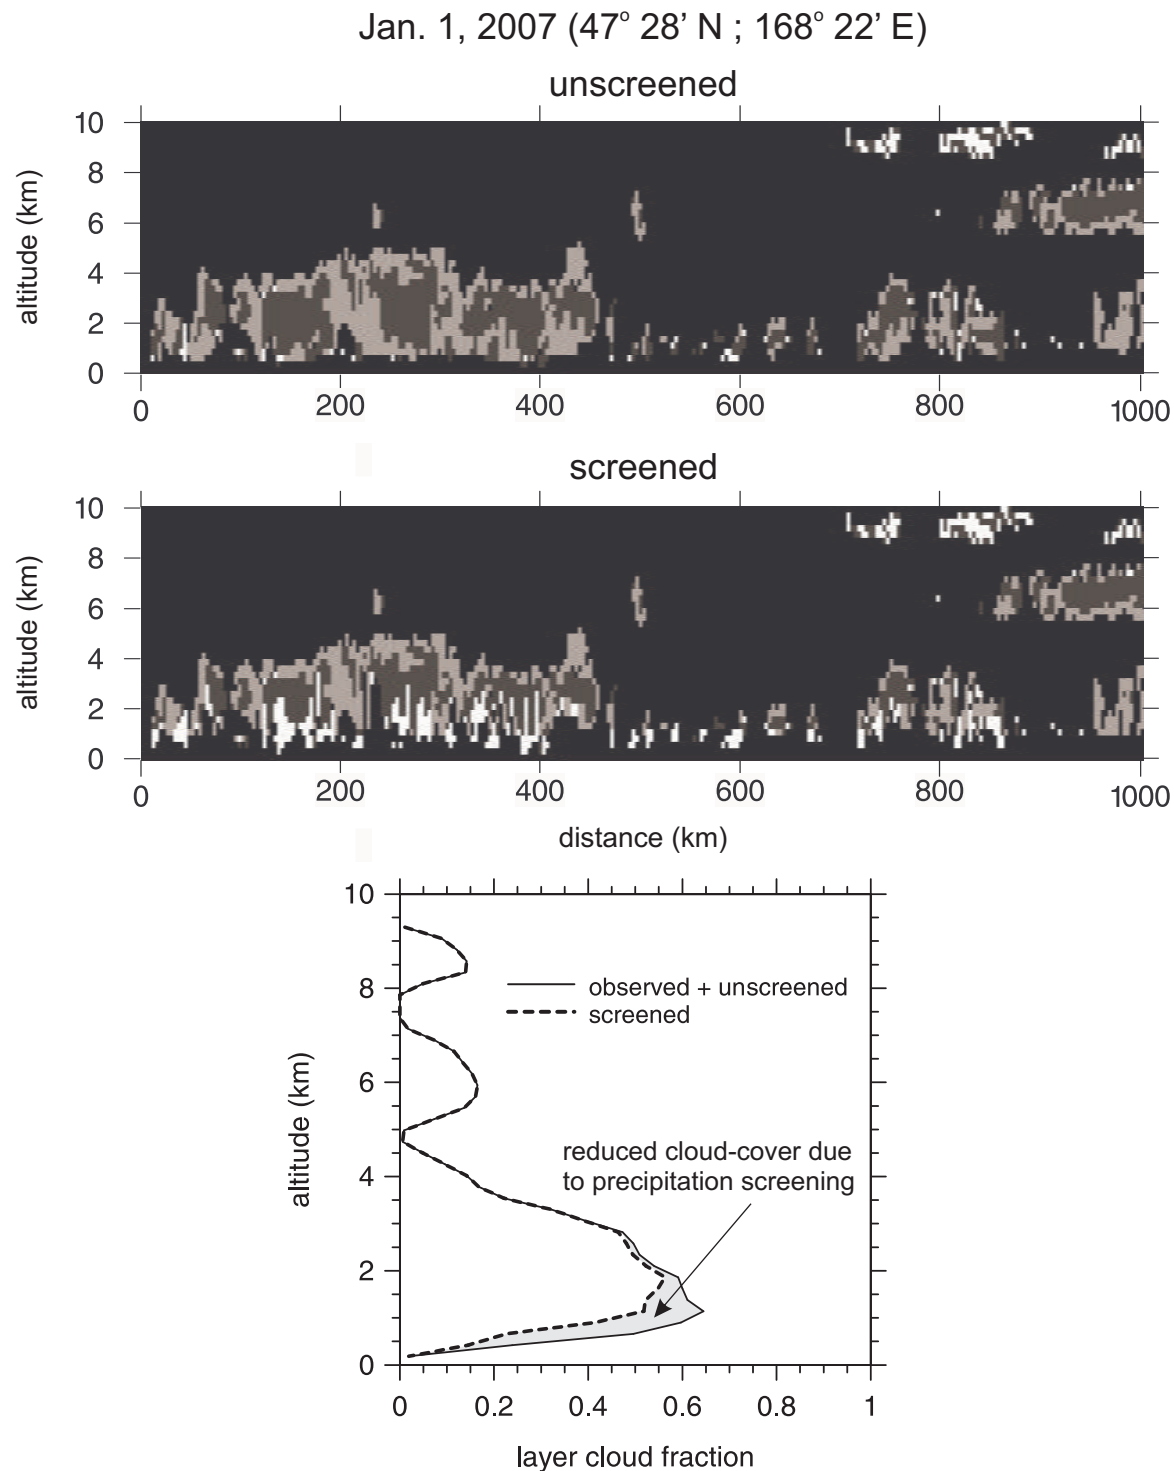 Jan. 1, 2007 (47° 28’ N ; 168° 22’ E)
unscreened
10
8
6
4
2
0
altitude (km)
0 200 400 600 800 1000
screened
10
8
6
4
2
0
altitude (km)
0 200 400 600 800 1000
distance (km)
10
8
6
4
2
0
altitude (km)
observed + unscreened
screened
reduced cloud-cover due
to precipitation screening
0 0.2 0.4 0.6 0.8 1
layer cloud fraction